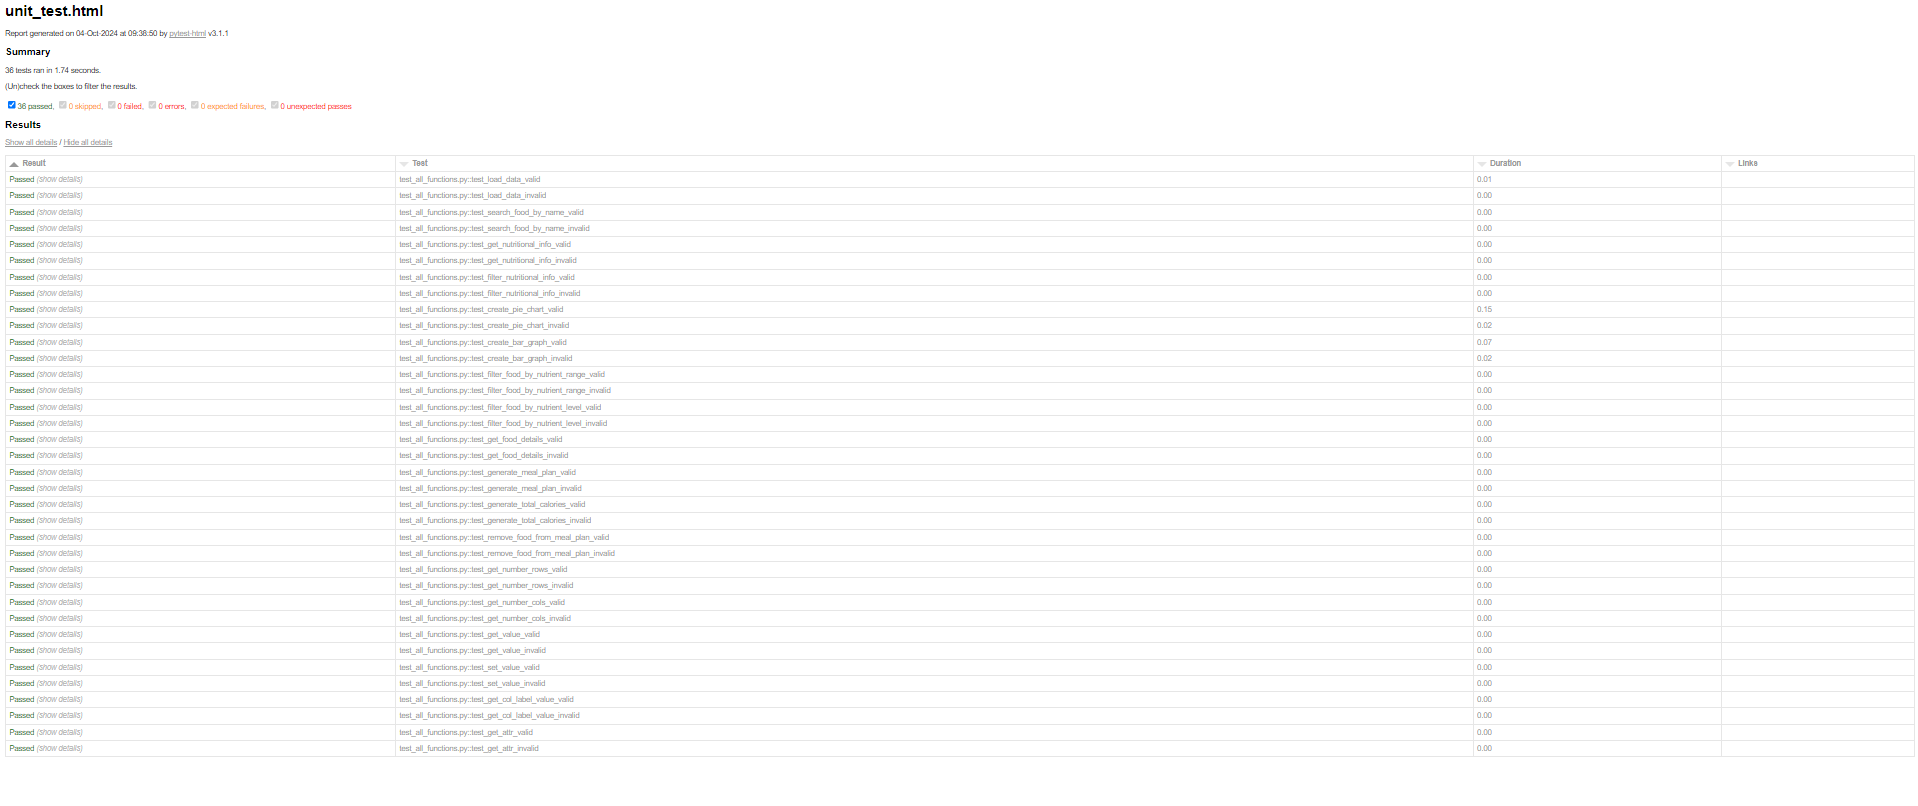 unit_test.html
Report generated on 04-Oct-2024 at 09:38:50 by pytest-html v3.1.1
Summary
36 tests ran in 1.74 seconds.
(Un)check the boxes to filter the results.
36 passed, 0 skipped, 0 failed, 0 errors, 0 expected failures, 0 unexpected passes
Results
Show all details / Hide all details
Result Test Duration Links
Passed (show details) test_all_functions.py::test_load_data_valid 0.01
Passed (show details) test_all_functions.py::test_load_data_invalid 0.00
Passed (show details) test_all_functions.py::test_search_food_by_name_valid 0.00
Passed (show details) test_all_functions.py::test_search_food_by_name_invalid 0.00
Passed (show details) test_all_functions.py::test_get_nutritional_info_valid 0.00
Passed (show details) test_all_functions.py::test_get_nutritional_info_invalid 0.00
Passed (show details) test_all_functions.py::test_filter_nutritional_info_valid 0.00
Passed (show details) test_all_functions.py::test_filter_nutritional_info_invalid 0.00
Passed (show details) test_all_functions.py::test_create_pie_chart_valid 0.15
Passed (show details) test_all_functions.py::test_create_pie_chart_invalid 0.02
Passed (show details) test_all_functions.py::test_create_bar_graph_valid 0.07
Passed (show details) test_all_functions.py::test_create_bar_graph_invalid 0.02
Passed (show details) test_all_functions.py::test_filter_food_by_nutrient_range_valid 0.00
Passed (show details) test_all_functions.py::test_filter_food_by_nutrient_range_invalid 0.00
Passed (show details) test_all_functions.py::test_filter_food_by_nutrient_level_valid 0.00
Passed (show details) test_all_functions.py::test_filter_food_by_nutrient_level_invalid 0.00
Passed (show details) test_all_functions.py::test_get_food_details_valid 0.00
Passed (show details) test_all_functions.py::test_get_food_details_invalid 0.00
Passed (show details) test_all_functions.py::test_generate_meal_plan_valid 0.00
Passed (show details) test_all_functions.py::test_generate_meal_plan_invalid 0.00
Passed (show details) test_all_functions.py::test_generate_total_calories_valid 0.00
Passed (show details) test_all_functions.py::test_generate_total_calories_invalid 0.00
Passed (show details) test_all_functions.py::test_remove_food_from_meal_plan_valid 0.00
Passed (show details) test_all_functions.py::test_remove_food_from_meal_plan_invalid 0.00
Passed (show details) test_all_functions.py::test_get_number_rows_valid 0.00
Passed (show details) test_all_functions.py::test_get_number_rows_invalid 0.00
Passed (show details) test_all_functions.py::test_get_number_cols_valid 0.00
Passed (show details) test_all_functions.py::test_get_number_cols_invalid 0.00
Passed (show details) test_all_functions.py::test_get_value_valid 0.00
Passed (show details) test_all_functions.py::test_get_value_invalid 0.00
Passed (show details) test_all_functions.py::test_set_value_valid 0.00
Passed (show details) test_all_functions.py::test_set_value_invalid 0.00
Passed (show details) test_all_functions.py::test_get_col_label_value_valid 0.00
Passed (show details) test_all_functions.py::test_get_col_label_value_invalid 0.00
Passed (show details) test_all_functions.py::test_get_attr_valid 0.00
Passed (show details) test_all_functions.py::test_get_attr_invalid 0.00